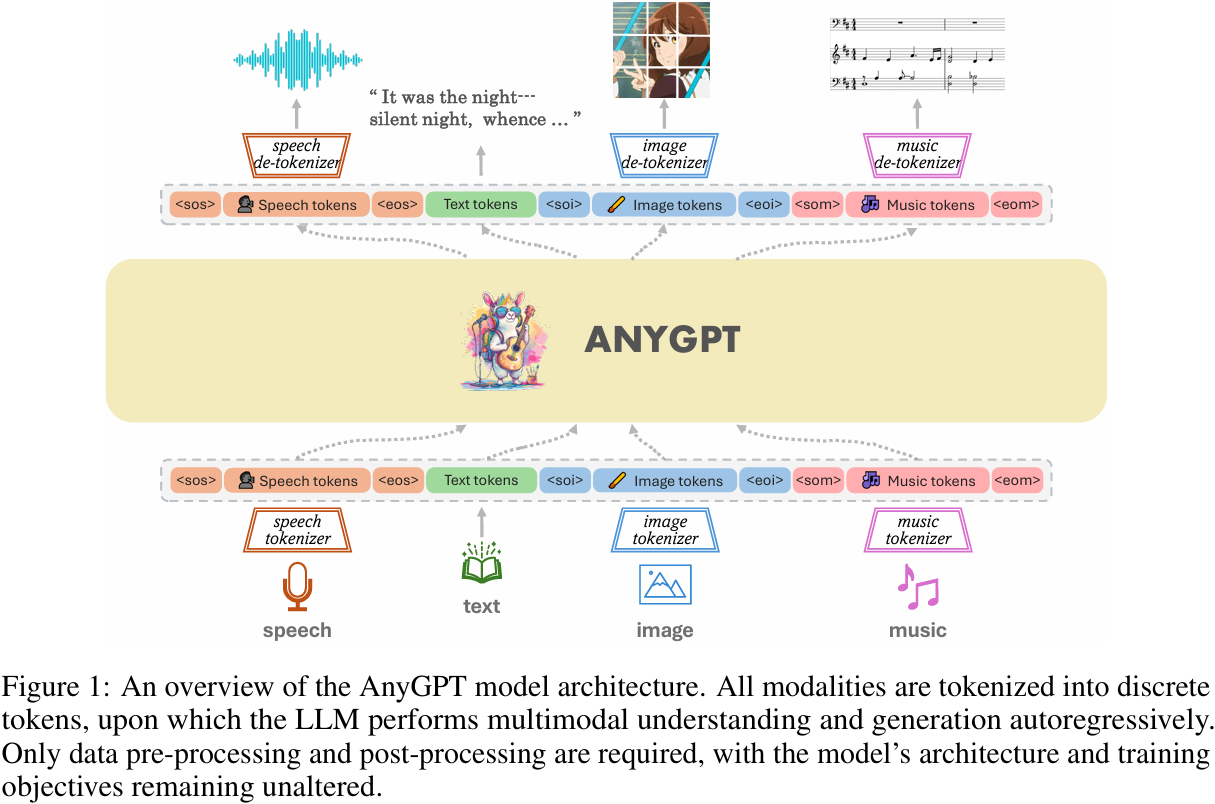 “ It was the night---
silent night, whence ... ”
speech
de-tokenizer
image
de-tokenizer
music
de-tokenizer
<sos> Speech tokens <eos> Text tokens <soi> Image tokens <eoi> <som> Music tokens <eom>
ANYGPT
<sos> Speech tokens <eos> Text tokens <soi> Image tokens <eoi> <som> Music tokens <eom>
speech
tokenizer
image
tokenizer
music
tokenizer
speech
text
image
music
Figure 1: An overview of the AnyGPT model architecture. All modalities are tokenized into discrete
tokens, upon which the LLM performs multimodal understanding and generation autoregressively.
Only data pre-processing and post-processing are required, with the model’s architecture and training
objectives remaining unaltered.